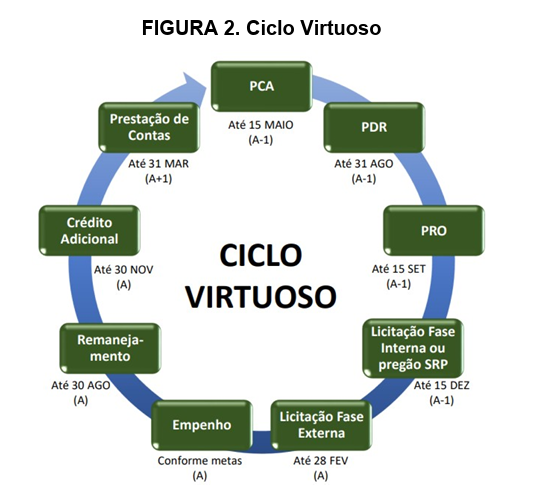 FIGURA 2. Ciclo Virtuoso
PCA
Até 15 MAIO
(A-1)
PDR
Até 31 AGO
(A-1)
PRO
Até 15 SET
(A-1)
Licitação Fase
Interna ou
pregão SRP
Até 15 DEZ
(A-1)
Licitação Fase
Externa
Até 28 FEV
(A)
Empenho
Conforme metas
(A)
Remaneja-
mento
Até 30 AGO
(A)
Crédito
Adicional
Até 30 NOV
(A)
Prestação de
Contas
Até 31 MAR
(A+1)
CICLO
VIRTUOSO